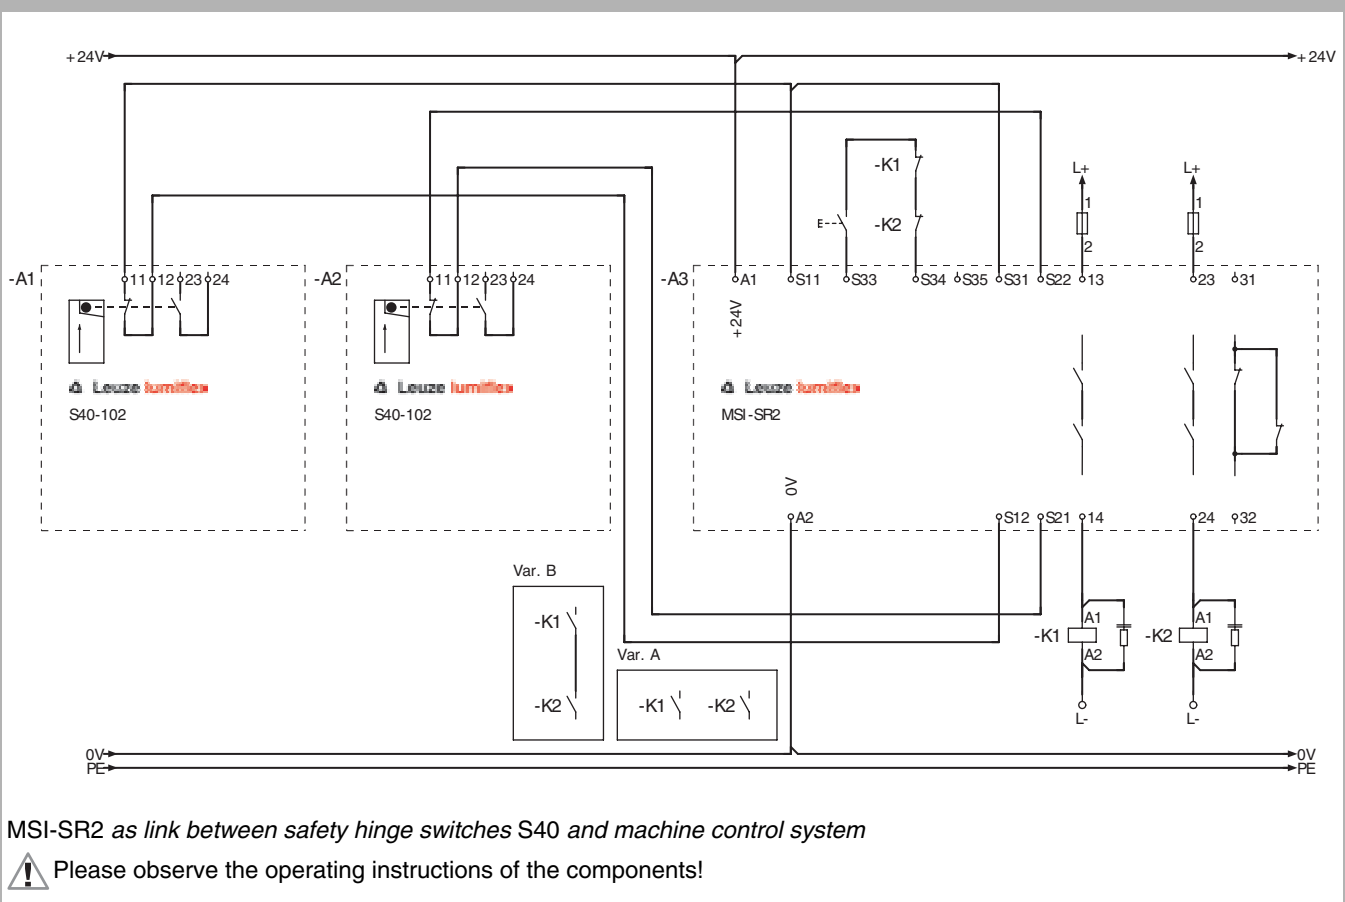 +24V +24V
-K1
L+ L+
1 1
-K2
2 2
-A1 11 12 23 24 -A2 11 12 23 24 -A3 A1 S11 S33 S34 S35 S31 S22 13 23 31
+24V
Leuze lumiflex Leuze lumiflex Leuze lumiflex
S40-102 S40-102 MSI-SR2
0V
A2 S12 S21 14 24 32
Var. B
-K1
A1 A1
-K1 -K2
Var. A
A2 A2
-K2 -K1 -K2
L- L-
0V 0V
PE PE
MSI-SR2 as link between safety hinge switches S40 and machine control system
Please observe the operating instructions of the components!